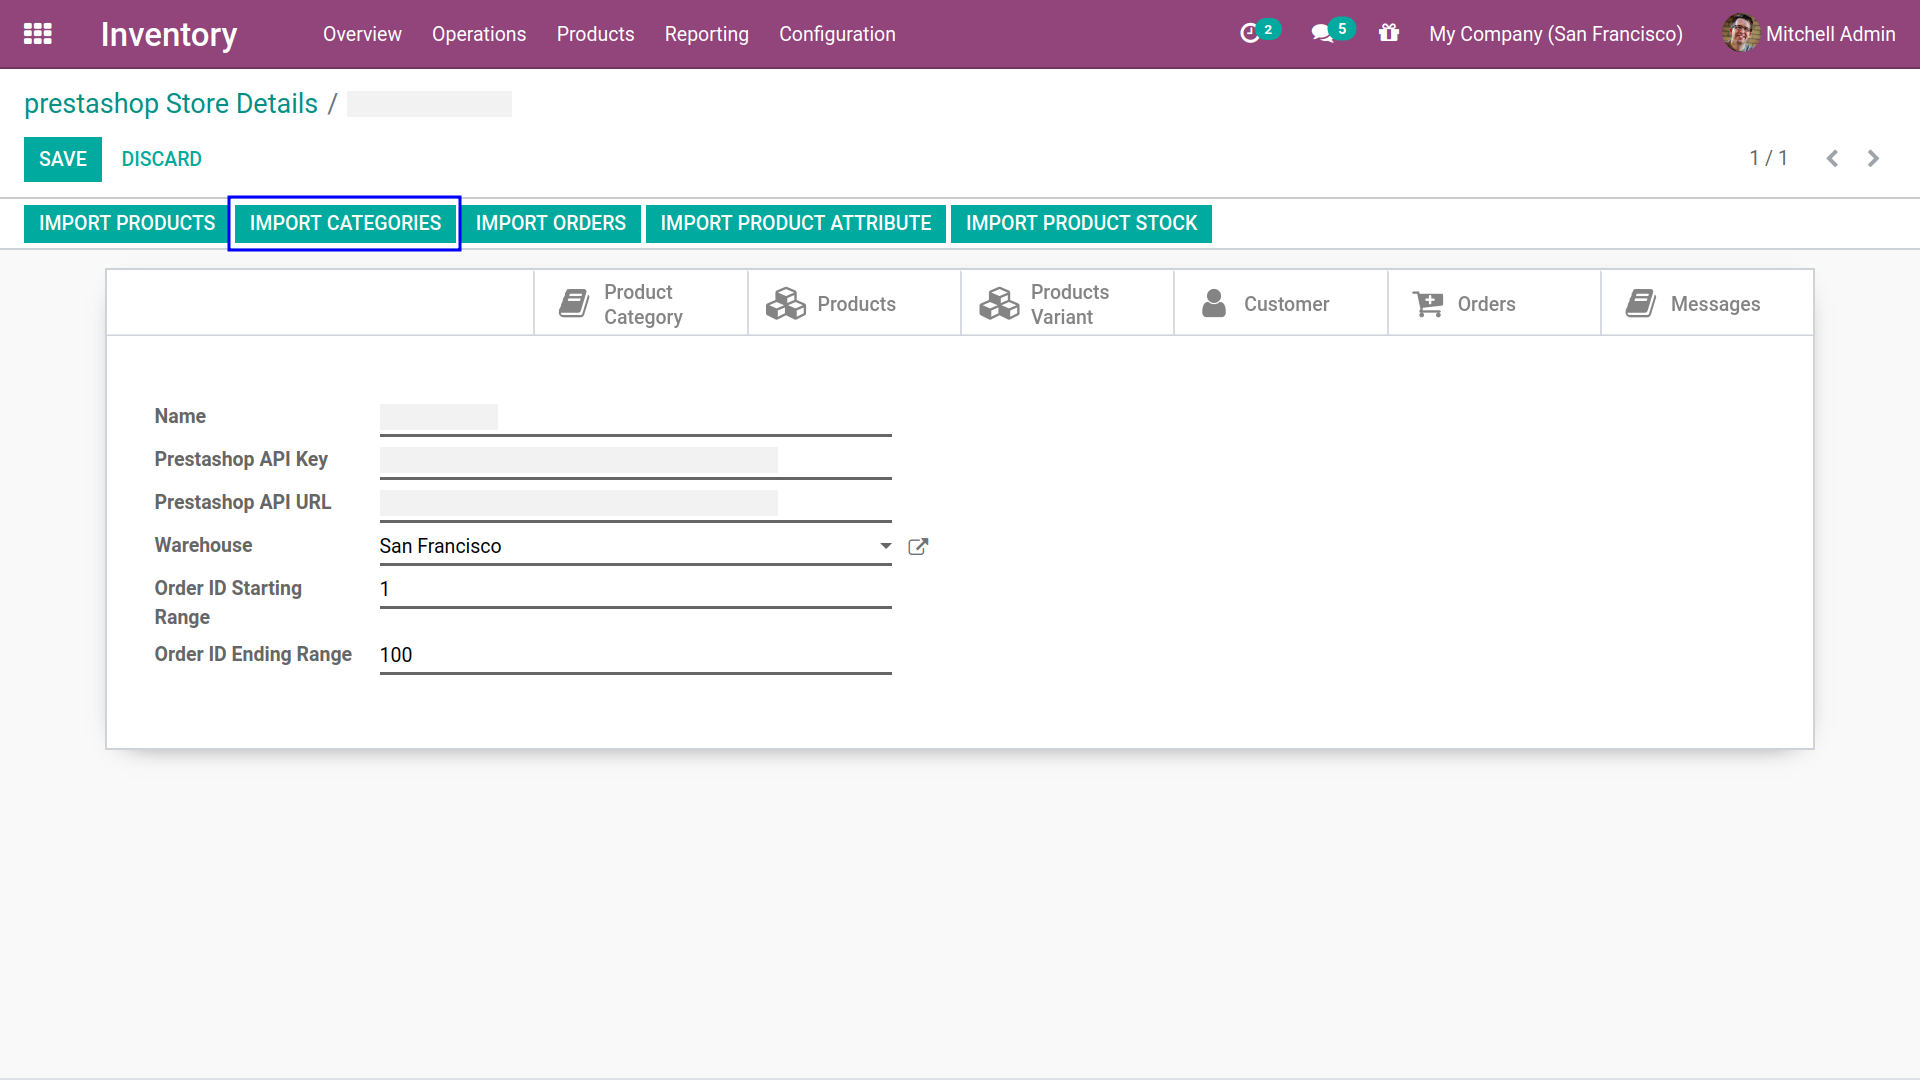 Inventory
Overview
Operations
Products
Reporting
Configuration
2
5
My Company (San Francisco)
Mitchell Admin
prestashop Store Details /
SAVE
DISCARD
1 / 1
IMPORT PRODUCTS
IMPORT CATEGORIES
IMPORT ORDERS
IMPORT PRODUCT ATTRIBUTE
IMPORT PRODUCT STOCK
Product
Category
Products
Products
Variant
Customer
Orders
Messages
Name
Prestashop API Key
Prestashop API URL
Warehouse
San Francisco
Order ID Starting
Range
1
Order ID Ending Range
100